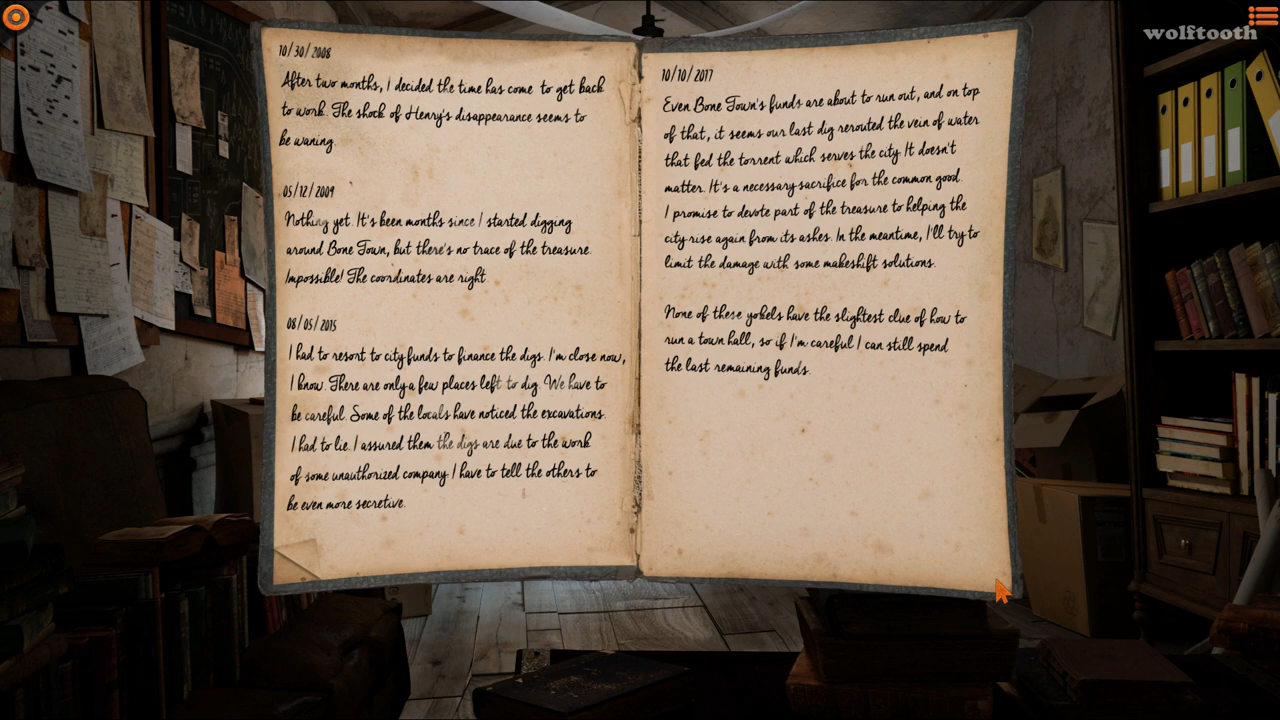 wolftooth
10/30/2008
After two months, I decided the time has come to get back
to work. The shock of Henry's disappearance seems to
be waning.
05/12/2009
Nothing yet. It's been months since I started digging
around Bone Town, but there's no trace of the treasure.
Impossible! The coordinates are right
08/05/2015
I had to resort to city funds to finance the digs. I'm close now,
I know. There are only a few places left to dig. We have to
be careful. Some of the locals have noticed the excavations.
I had to lie. I assured them the digs are due to the work
of some unauthorized company. I have to tell the others to
be even more secretive.
10/10/2017
Even Bone Town's funds are about to run out, and on top
of that, it seems our last dig rerouted the vein of water
that fed the torrent which serves the city. It doesn't
matter. It's a necessary sacrifice for the common good.
I promise to devote part of the treasure to helping the
city rise again from its ashes. In the meantime, I'll try to
limit the damage with some makeshift solutions.
None of these yokels have the slightest clue of how to
run a town hall, so if I'm careful I can still spend
the last remaining funds.